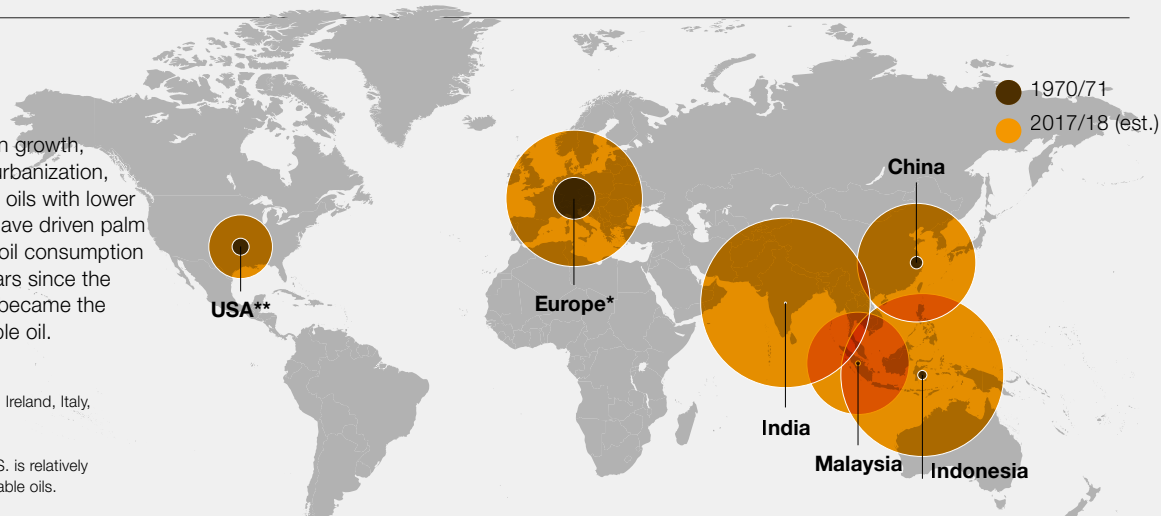 n growth,
urbanization,
oils with lower
ave driven palm
oil consumption
ars since the
became the
ble oil.
Ireland, Italy,
S. is relatively
able oils.
1970/71
2017/18 (est.)
China
USA**
Europe*
India
Malaysia
Indonesia